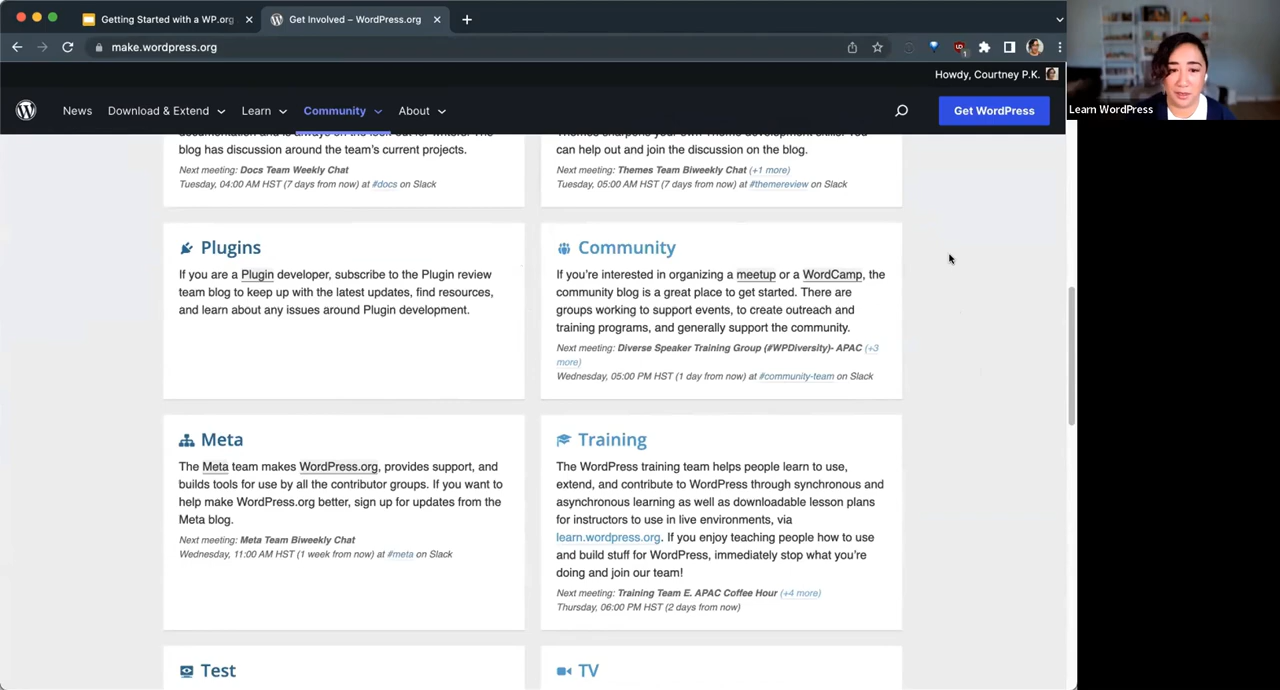 Getting Started with a WP.org
Get Involved – WordPress.org
make.wordpress.org
Howdy, Courtney P.K.
News
Download & Extend
Learn
Community
About
Get WordPress
Learn WordPress
blog has discussion around the team's current projects.
Next meeting: Docs Team Weekly Chat
Tuesday, 04:00 AM HST (7 days from now) at #docs on Slack
can help out and join the discussion on the blog.
Next meeting: Themes Team Biweekly Chat (+1 more)
Tuesday, 05:00 AM HST (7 days from now) at #themereview on Slack
Plugins
If you are a Plugin developer, subscribe to the Plugin review
team blog to keep up with the latest updates, find resources,
and learn about any issues around Plugin development.
Community
If you're interested in organizing a meetup or a WordCamp, the
community blog is a great place to get started. There are
groups working to support events, to create outreach and
training programs, and generally support the community.
Next meeting: Diverse Speaker Training Group (#WPDiversity)- APAC (+3
more)
Wednesday, 05:00 PM HST (1 day from now) at #community-team on Slack
Meta
The Meta team makes WordPress.org, provides support, and
builds tools for use by all the contributor groups. If you want to
help make WordPress.org better, sign up for updates from the
Meta blog.
Next meeting: Meta Team Biweekly Chat
Wednesday, 11:00 AM HST (1 week from now) at #meta on Slack
Training
The WordPress training team helps people learn to use,
extend, and contribute to WordPress through synchronous and
asynchronous learning as well as downloadable lesson plans
for instructors to use in live environments, via
learn.wordpress.org. If you enjoy teaching people how to use
and build stuff for WordPress, immediately stop what you're
doing and join our team!
Next meeting: Training Team E. APAC Coffee Hour (+4 more)
Thursday, 06:00 PM HST (2 days from now)
Test
TV